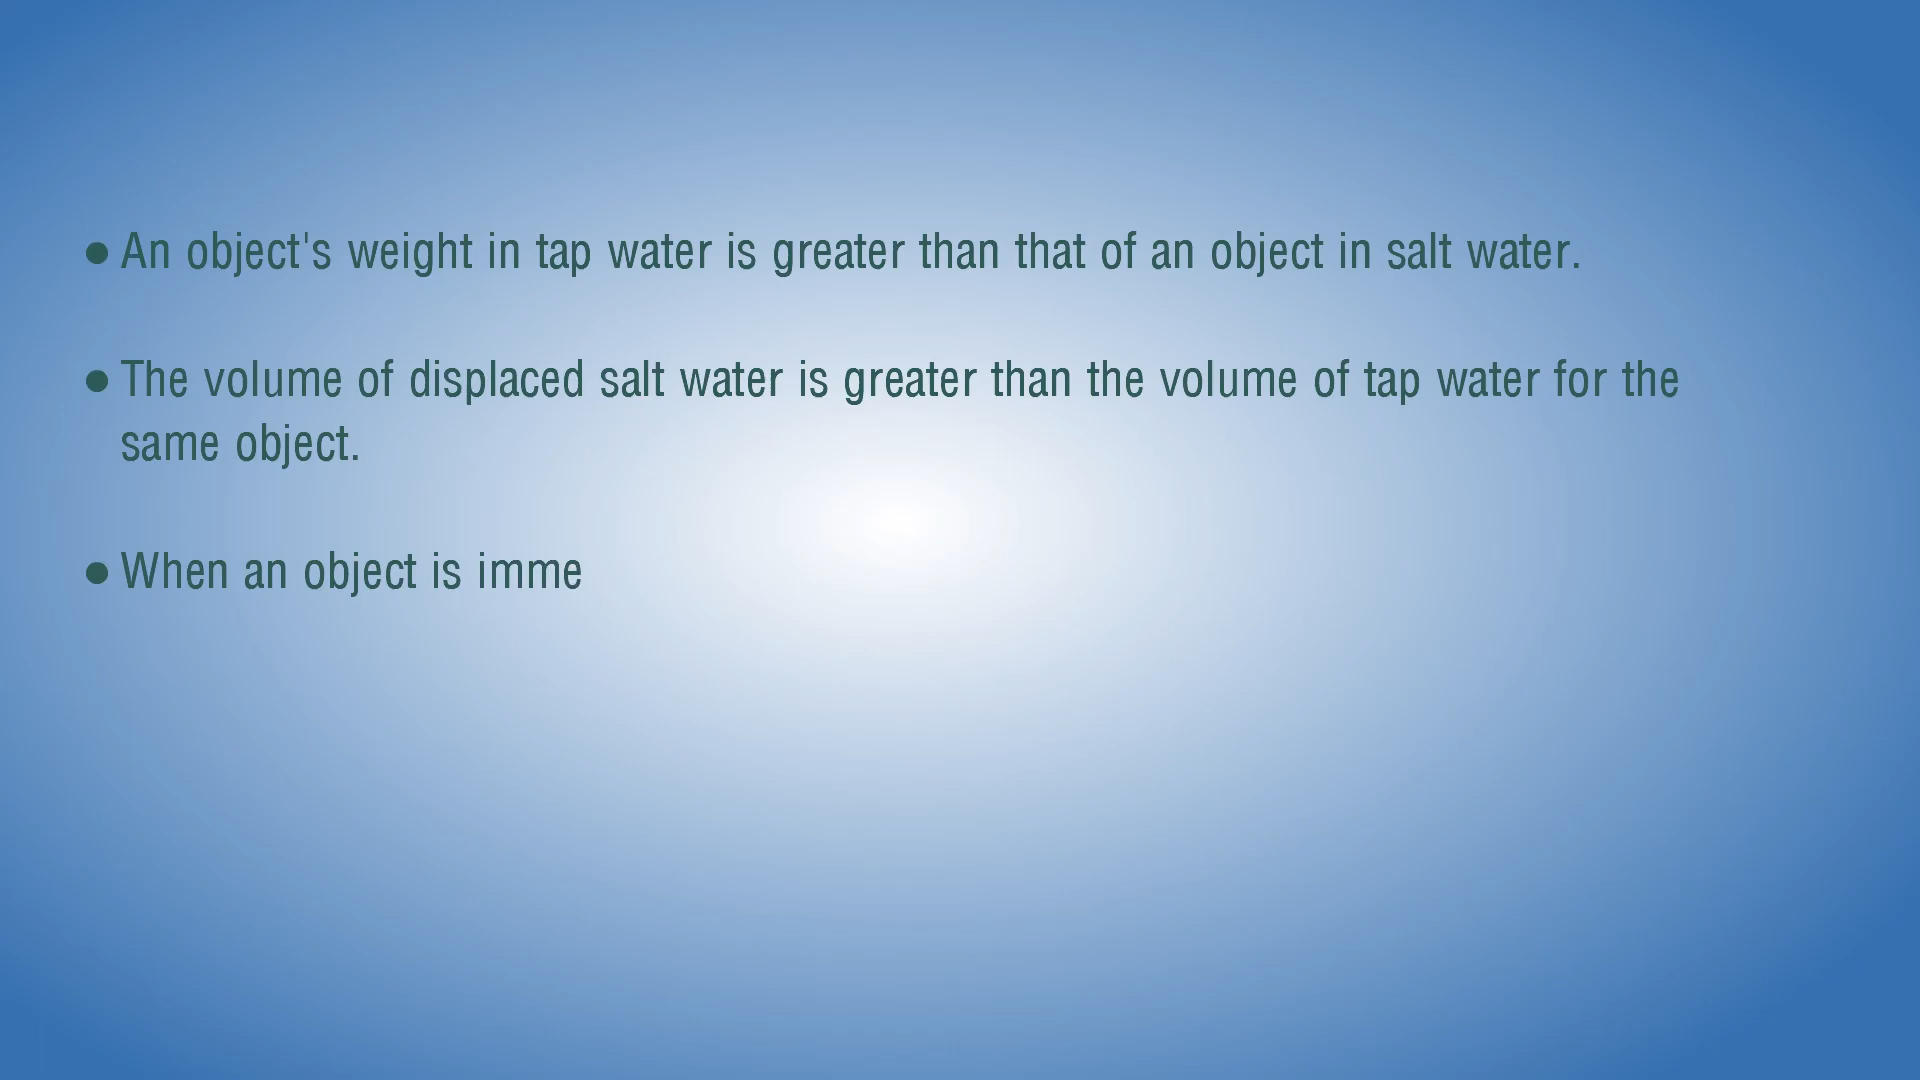 ● An object's weight in tap water is greater than that of an object in salt water.
● The volume of displaced salt water is greater than the volume of tap water for the
same object.
● When an object is imme